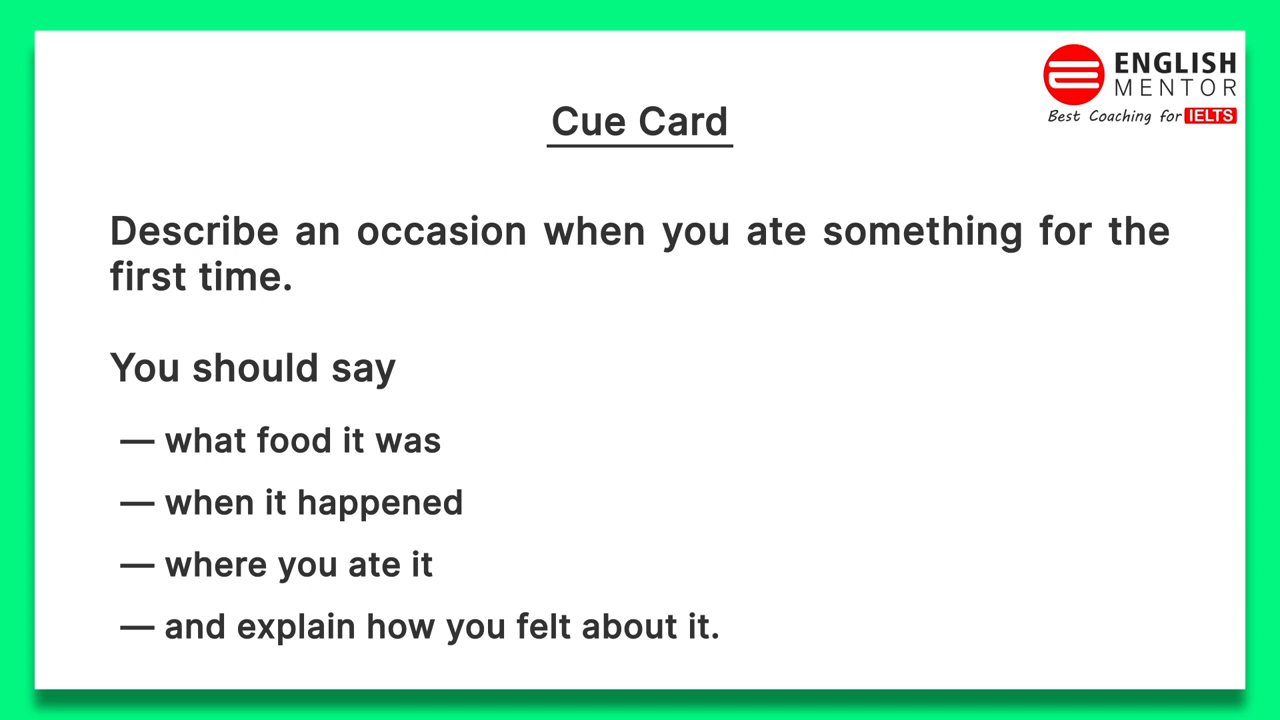 ENGLISH
MENTOR
Best Coaching for IELTS
Cue Card
Describe an occasion when you ate something for the
first time.
You should say
— what food it was
— when it happened
— where you ate it
— and explain how you felt about it.